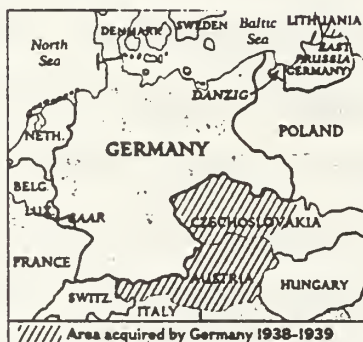 LITHUANIA
DENMARK
SWEDEN
Baltic
Sea
North
Sea
EAST
PRUSSIA
(GERMANY)
DANZIG
NETH.
GERMANY
POLAND
BELG.
LUX.
SAAR
CZECHOSLOVAKIA
FRANCE
AUSTRIA
HUNGARY
SWITZ.
ITALY
Area acquired by Germany 1938-1939